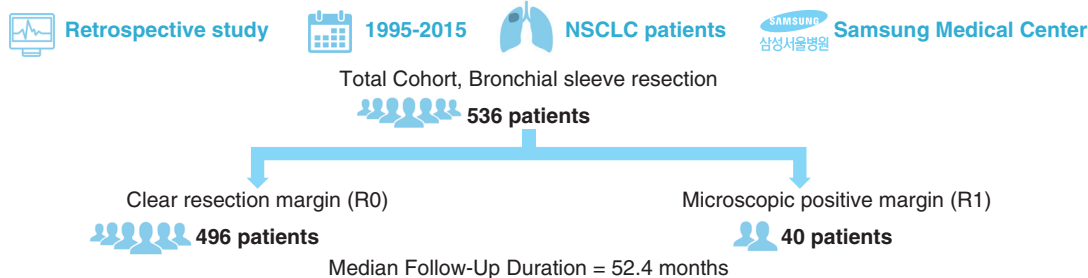 Retrospective study
1995-2015
NSCLC patients
SAMSUNG
삼성서울병원
Samsung Medical Center
Total Cohort, Bronchial sleeve resection
536 patients
Clear resection margin (R0)
Microscopic positive margin (R1)
496 patients
40 patients
Median Follow-Up Duration = 52.4 months